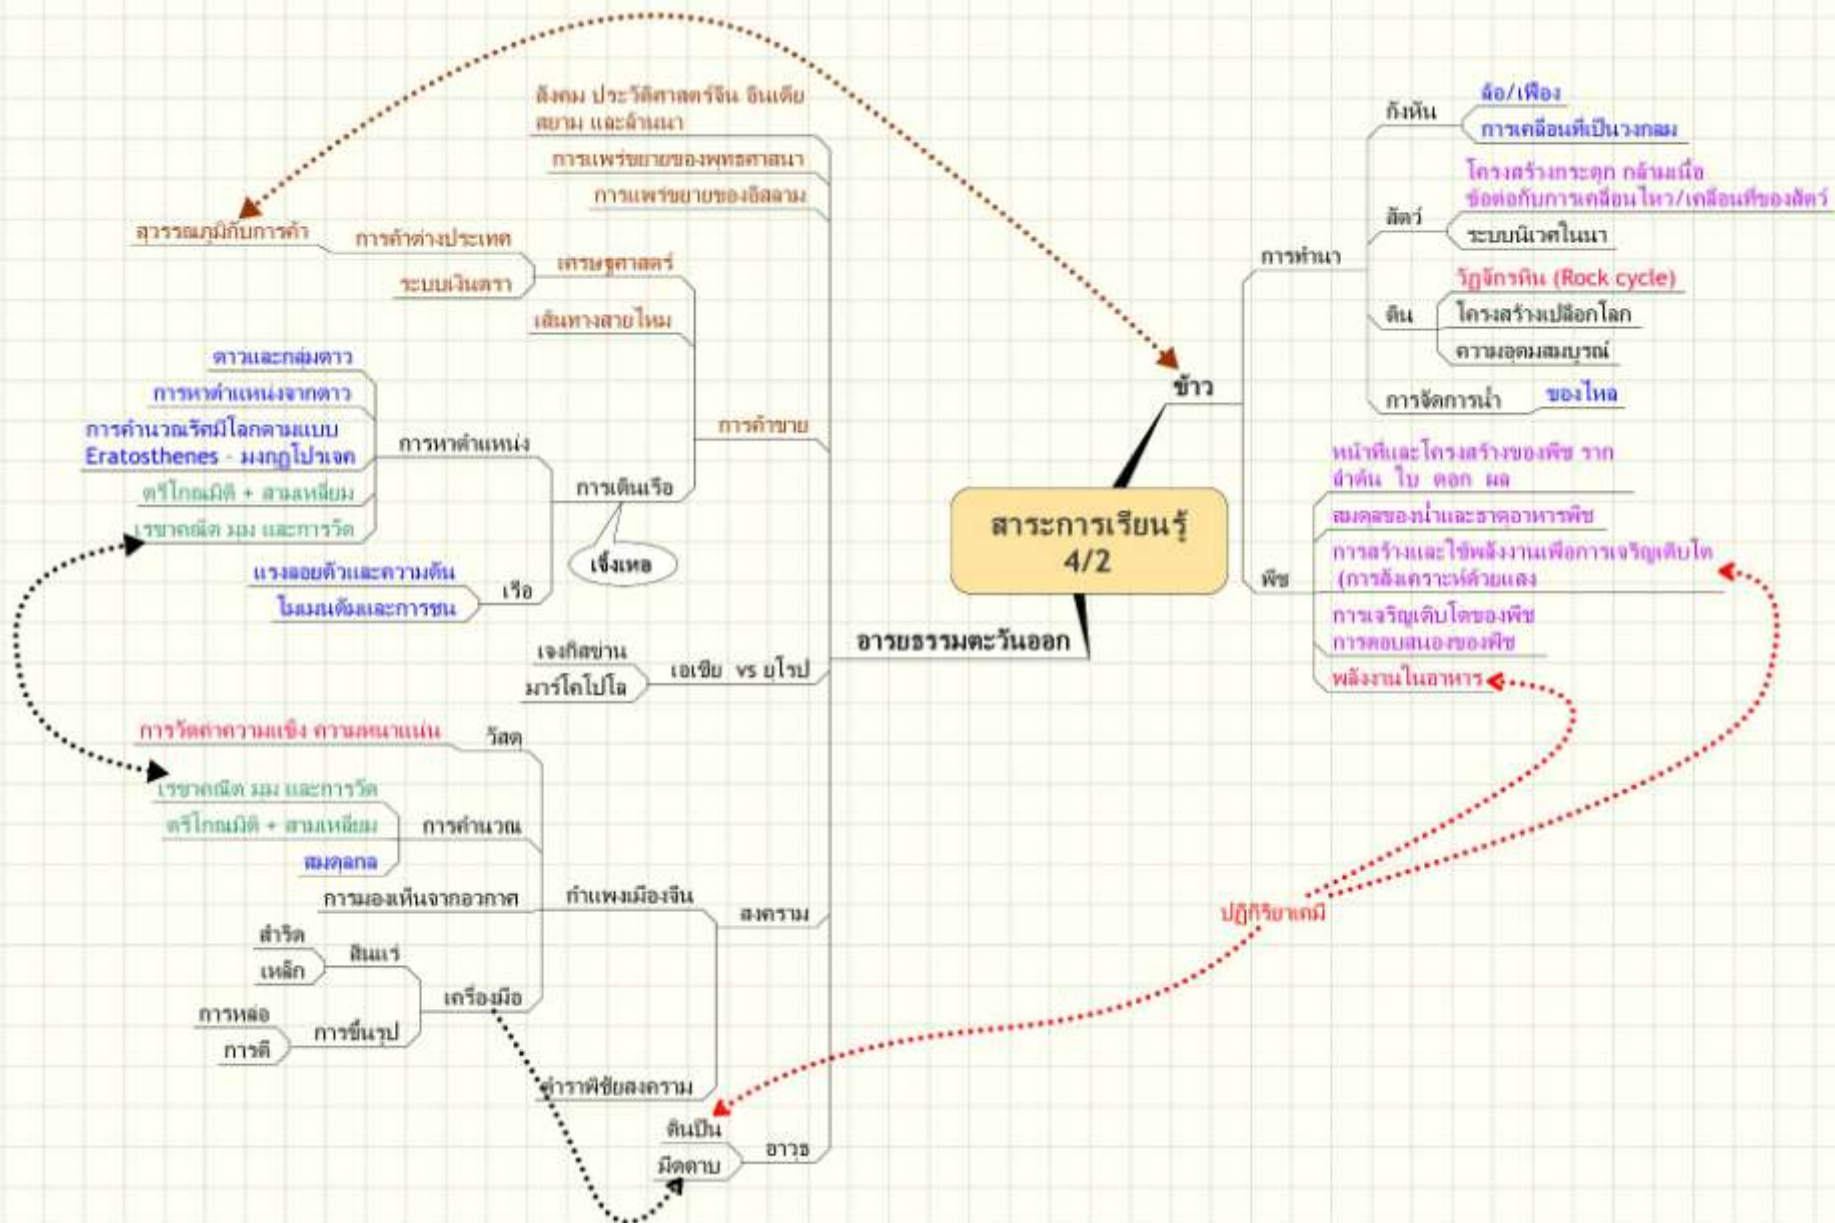 สาระการเรียนรู้
4/2
ข้าว
การทำนา
กังหัน
ล้อ/เฟือง
การเคลื่อนที่เป็นวงกลม
สัตว์
โครงสร้างกระดูก กล้ามเนื้อ
ข้อต่อกับการเคลื่อนไหว/เคลื่อนที่ของสัตว์
ระบบนิเวศในนา
ดิน
วัฏจักรหิน (Rock cycle)
โครงสร้างเปลือกโลก
ความอุดมสมบูรณ์
การจัดการน้ำ
ของไหล
พืช
หน้าที่และโครงสร้างของพืช ราก
ลำต้น ใบ ดอก ผล
สมดุลของน้ำและธาตุอาหารพืช
การสร้างและใช้พลังงานเพื่อการเจริญเติบโต
(การสังเคราะห์ด้วยแสง
การเจริญเติบโตของพืช
การตอบสนองของพืช
พลังงานในอาหาร
ปฏิกิริยาเคมี
อารยธรรมตะวันออก
สังคม ประวัติศาสตร์จีน อินเดีย
สยาม และล้านนา
การแพร่ขยายของพุทธศาสนา
การแพร่ขยายของอิสลาม
การค้าขาย
เศรษฐศาสตร์
การค้าต่างประเทศ
สุวรรณภูมิกับการค้า
ระบบเงินตรา
เส้นทางสายไหม
การเดินเรือ
เจิ้งเหอ
การหาตำแหน่ง
ดาวและกลุ่มดาว
การหาตำแหน่งจากดาว
การคำนวณรัศมีโลกตามแบบ
Eratosthenes - มงกุฏโปรเจค
ตรีโกณมิติ + สามเหลี่ยม
เรขาคณิต มุม และการวัด
เรือ
แรงลอยตัวและความดัน
โมเมนตัมและการชน
เอเชีย vs ยุโรป
เจงกิสข่าน
มาร์โคโปโล
สงคราม
กำแพงเมืองจีน
วัสดุ
การวัดค่าความแข็ง ความหนาแน่น
การคำนวณ
เรขาคณิต มุม และการวัด
ตรีโกณมิติ + สามเหลี่ยม
สมดุลกล
การมองเห็นจากอวกาศ
เครื่องมือ
สินแร่
สำริด
เหล็ก
การขึ้นรูป
การหล่อ
การตี
ตำราพิชัยสงคราม
อาวุธ
ดินปืน
มีดดาบ